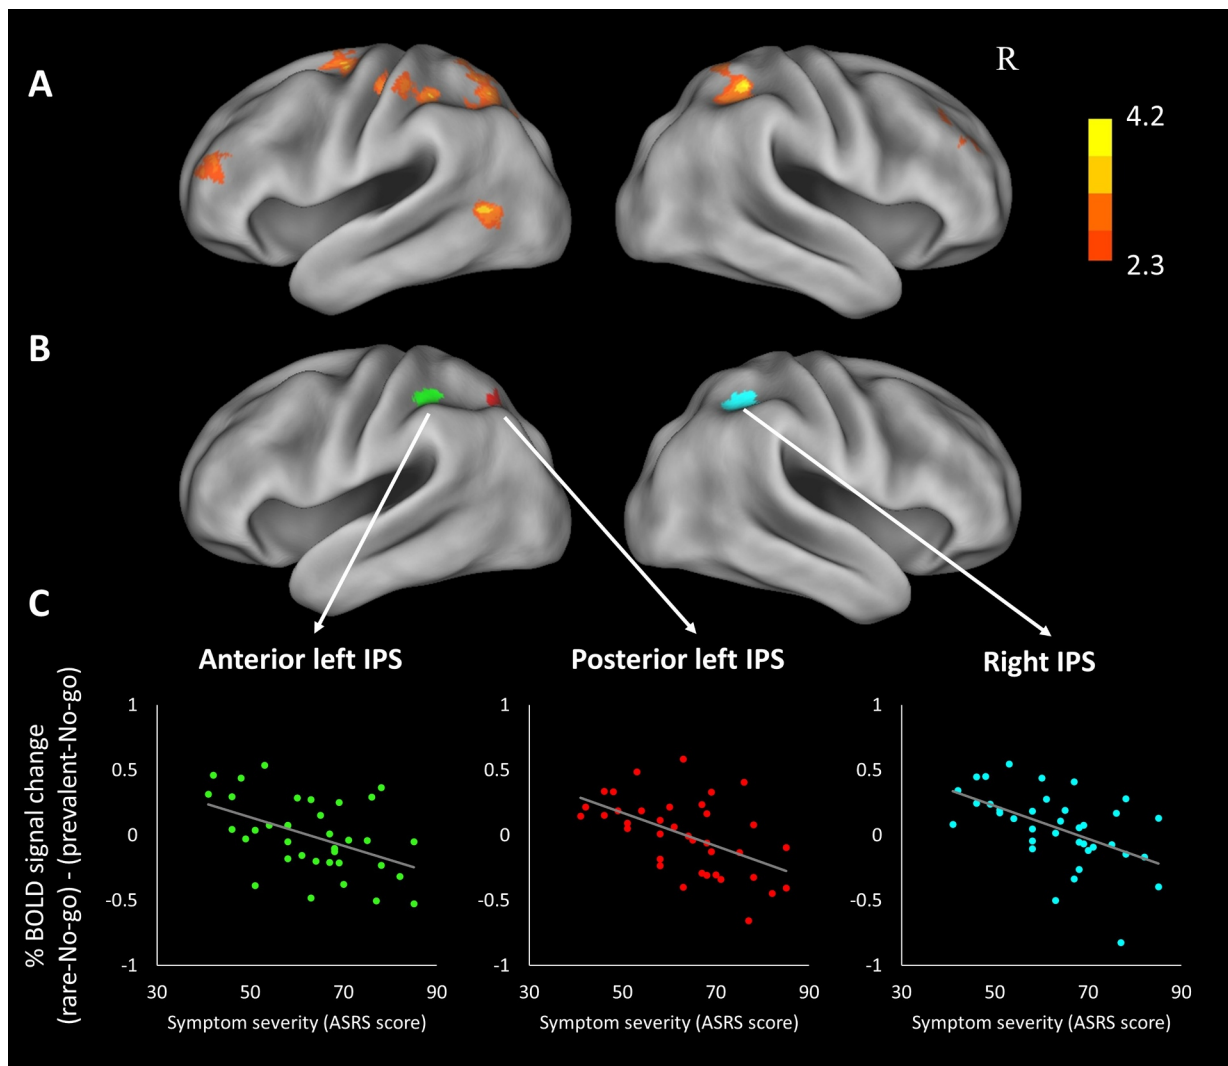 A
R
4.2
2.3
B
C
Anterior left IPS
Posterior left IPS
Right IPS
% BOLD signal change
(rare-No-go) - (prevalent-No-go)
1
0.5
0
-0.5
-1
30 50 70 90
Symptom severity (ASRS score)
1
0.5
0
-0.5
-1
30 50 70 90
Symptom severity (ASRS score)
1
0.5
0
-0.5
-1
30 50 70 90
Symptom severity (ASRS score)